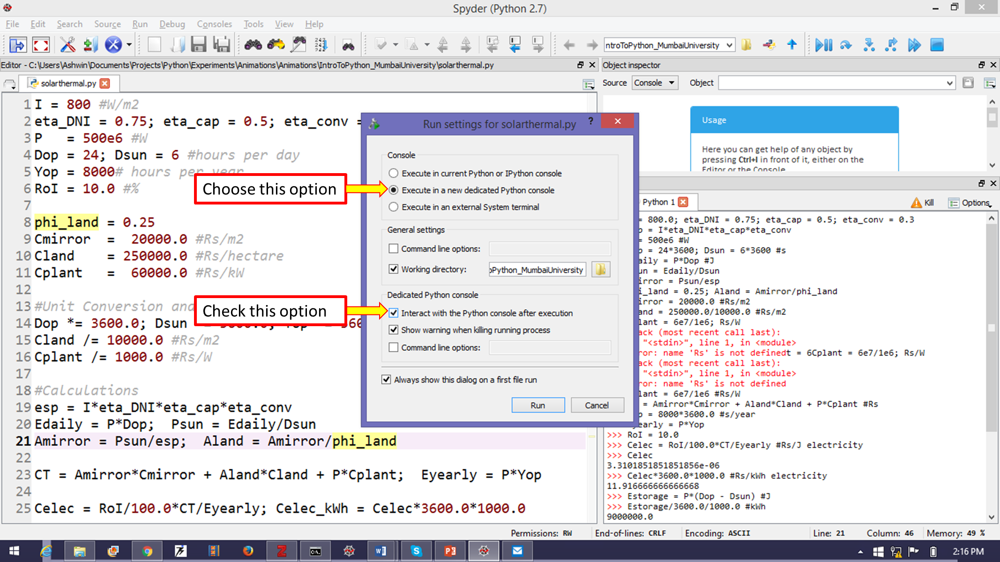 Spyder (Python 2.7)
File Edit Search Source Run Debug Consoles Tools View Help
ntroToPython_MumbaiUniversity
Editor - C:\Users\Ashwin\Documents\Projects\Python\Experiments\Animations\Animations\IntroToPython_MumbaiUniversity\solarthermal.py
solarthermal.py
1 I = 800 #W/m2
2 eta_DNI = 0.75; eta_cap = 0.5; eta_conv =
3 P   = 500e6 #W
4 Dop = 24; Dsun = 6 #hours per day
5 Yop = 8000# hours per year
6 RoI = 10.0 #%
7
8 phi_land = 0.25
9 Cmirror  =  20000.0 #Rs/m2
10 Cland    = 250000.0 #Rs/hectare
11 Cplant   =  60000.0 #Rs/kW
12
13 #Unit Conversion and
14 Dop *= 3600.0; Dsun
15 Cland /= 10000.0 #Rs/m2
16 Cplant /= 1000.0 #Rs/W
17
18 #Calculations
19 esp = I*eta_DNI*eta_cap*eta_conv
20 Edaily = P*Dop;  Psun = Edaily/Dsun
21 Amirror = Psun/esp;  Aland = Amirror/phi_land
22
23 CT = Amirror*Cmirror + Aland*Cland + P*Cplant;  Eyearly = P*Yop
24
25 Celec = RoI/100.0*CT/Eyearly; Celec_kWh = Celec*3600.0*1000.0
Choose this option
Check this option
Run settings for solarthermal.py
?
Console
Execute in current Python or IPython console
Execute in a new dedicated Python console
Execute in an external System terminal
General settings
Command line options:
Working directory: oPython_MumbaiUniversity
Dedicated Python console
Interact with the Python console after execution
Show warning when killing running process
Command line options:
Always show this dialog on a first file run
Run Cancel
Object inspector
Source Console Object
Usage
Here you can get help of any object by
pressing Ctrl+I in front of it, either on the
Editor or the Console.
Python 1 Kill Options
= 800.0; eta_DNI = 0.75; eta_cap = 0.5; eta_conv = 0.3
p = I*eta_DNI*eta_cap*eta_conv
= 500e6 #W
p = 24*3600; Dsun = 6*3600 #s
aily = P*Dop #J
un = Edaily/Dsun
irror = Psun/esp
i_land = 0.25; Aland = Amirror/phi_land
irror = 20000.0 #Rs/m2
and = 250000.0/10000.0 #Rs/m2
lant = 6e7/1e6; Rs/W
ack (most recent call last):
"<stdin>", line 1, in <module>
ror: name 'Rs' is not definedt = 6Cplant = 6e7/1e6; Rs/W
ack (most recent call last):
"<stdin>", line 1, in <module>
ror: name 'Rs' is not defined
lant = 6e7/1e6 #Rs/W
= Amirror*Cmirror + Aland*Cland + P*Cplant #Rs
p = 8000*3600.0 #s/year
yearly = P*Yop
>>> RoI = 10.0
>>> Celec = RoI/100.0*CT/Eyearly #Rs/J electricity
>>> Celec
3.3101851851851856e-06
>>> Celec*3600.0*1000.0 #Rs/kWh electricity
11.916666666666668
>>> Estorage = P*(Dop - Dsun) #J
>>> Estorage/3600.0/1000.0 #kWh
9000000.0
Permissions: RW End-of-lines: CRLF Encoding: ASCII Line: 21 Column: 46 Memory: 49 %
2:16 PM